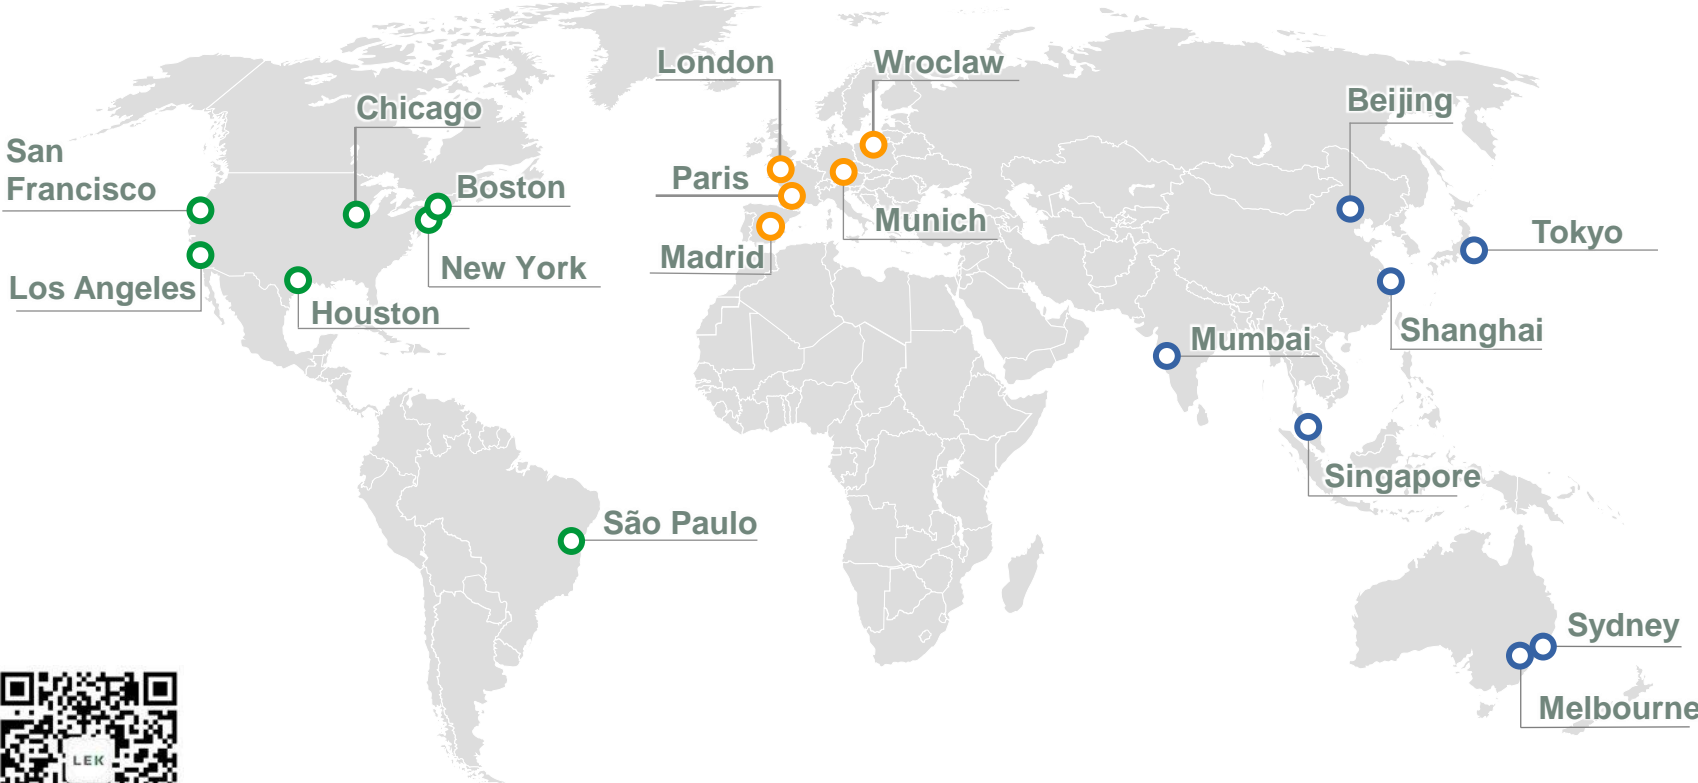 London
Wroclaw
Chicago
Beijing
San
Francisco
Boston
Paris
Munich
Tokyo
Madrid
New York
Los Angeles
Houston
Shanghai
Mumbai
Singapore
São Paulo
Sydney
Melbourne
LEK